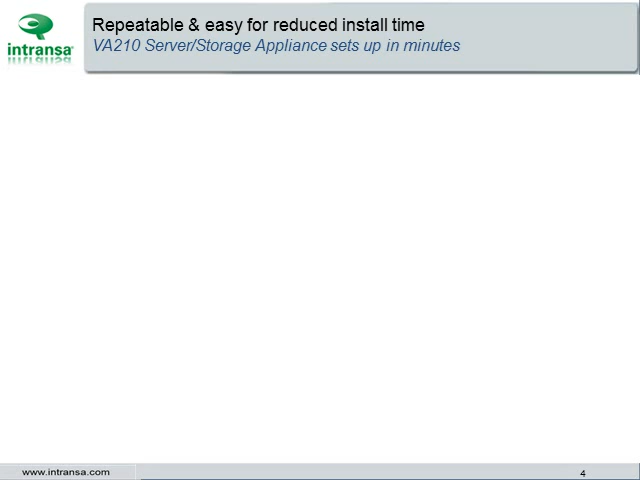 Repeatable & easy for reduced install time
VA210 Server/Storage Appliance sets up in minutes
intransa
www.intransa.com
4